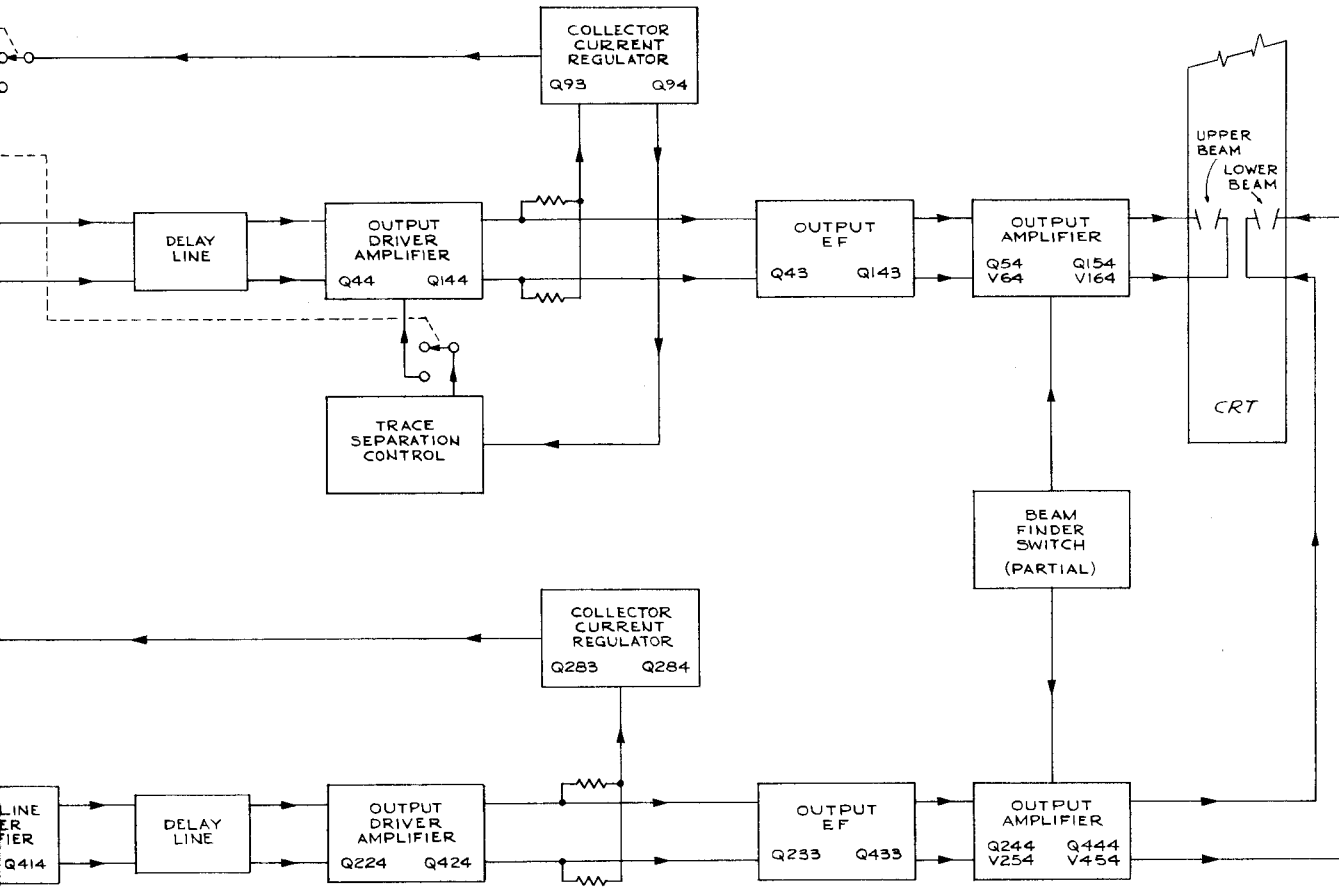 COLLECTOR
CURRENT
REGULATOR
Q93 Q94
UPPER
BEAM
LOWER
BEAM
DELAY
LINE
OUTPUT
DRIVER
AMPLIFIER
Q44 Q144
OUTPUT
EF
Q43 Q143
OUTPUT
AMPLIFIER
Q54 Q154
V64 V164
CRT
TRACE
SEPARATION
CONTROL
BEAM
FINDER
SWITCH
(PARTIAL)
COLLECTOR
CURRENT
REGULATOR
Q283 Q284
LINE
ER
FIER
Q414
DELAY
LINE
OUTPUT
DRIVER
AMPLIFIER
Q224 Q424
OUTPUT
EF
Q233 Q433
OUTPUT
AMPLIFIER
Q244 Q444
V254 V454